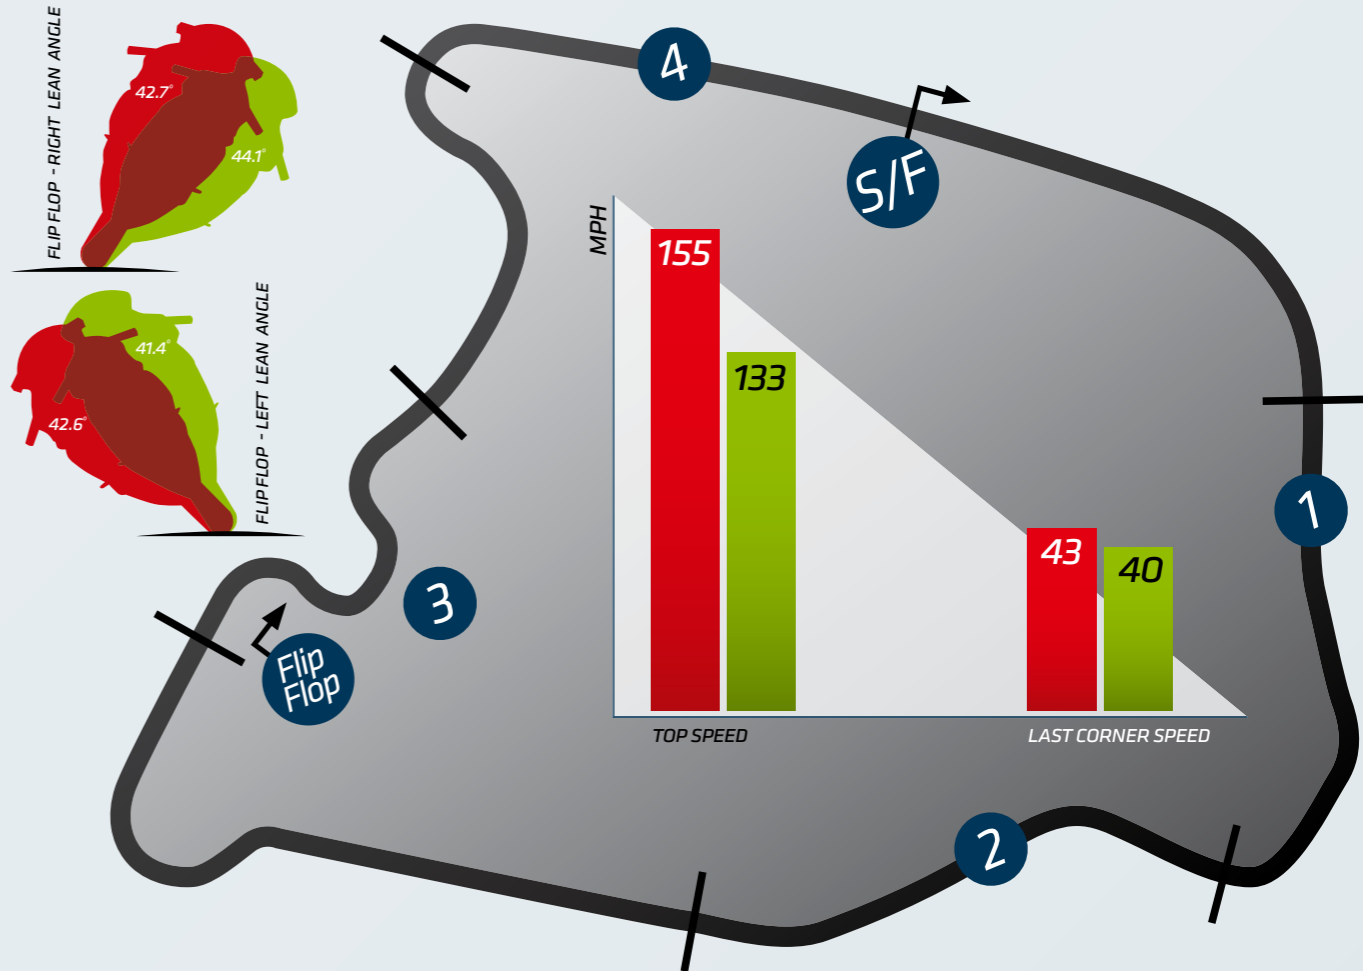 FLIP FLOP - RIGHT LEAN ANGLE
42.7°
44.1°
4
S/F
MPH
155
133
43
40
TOP SPEED
LAST CORNER SPEED
41.4°
42.6°
FLIP FLOP - LEFT LEAN ANGLE
1
3
Flip
Flop
2